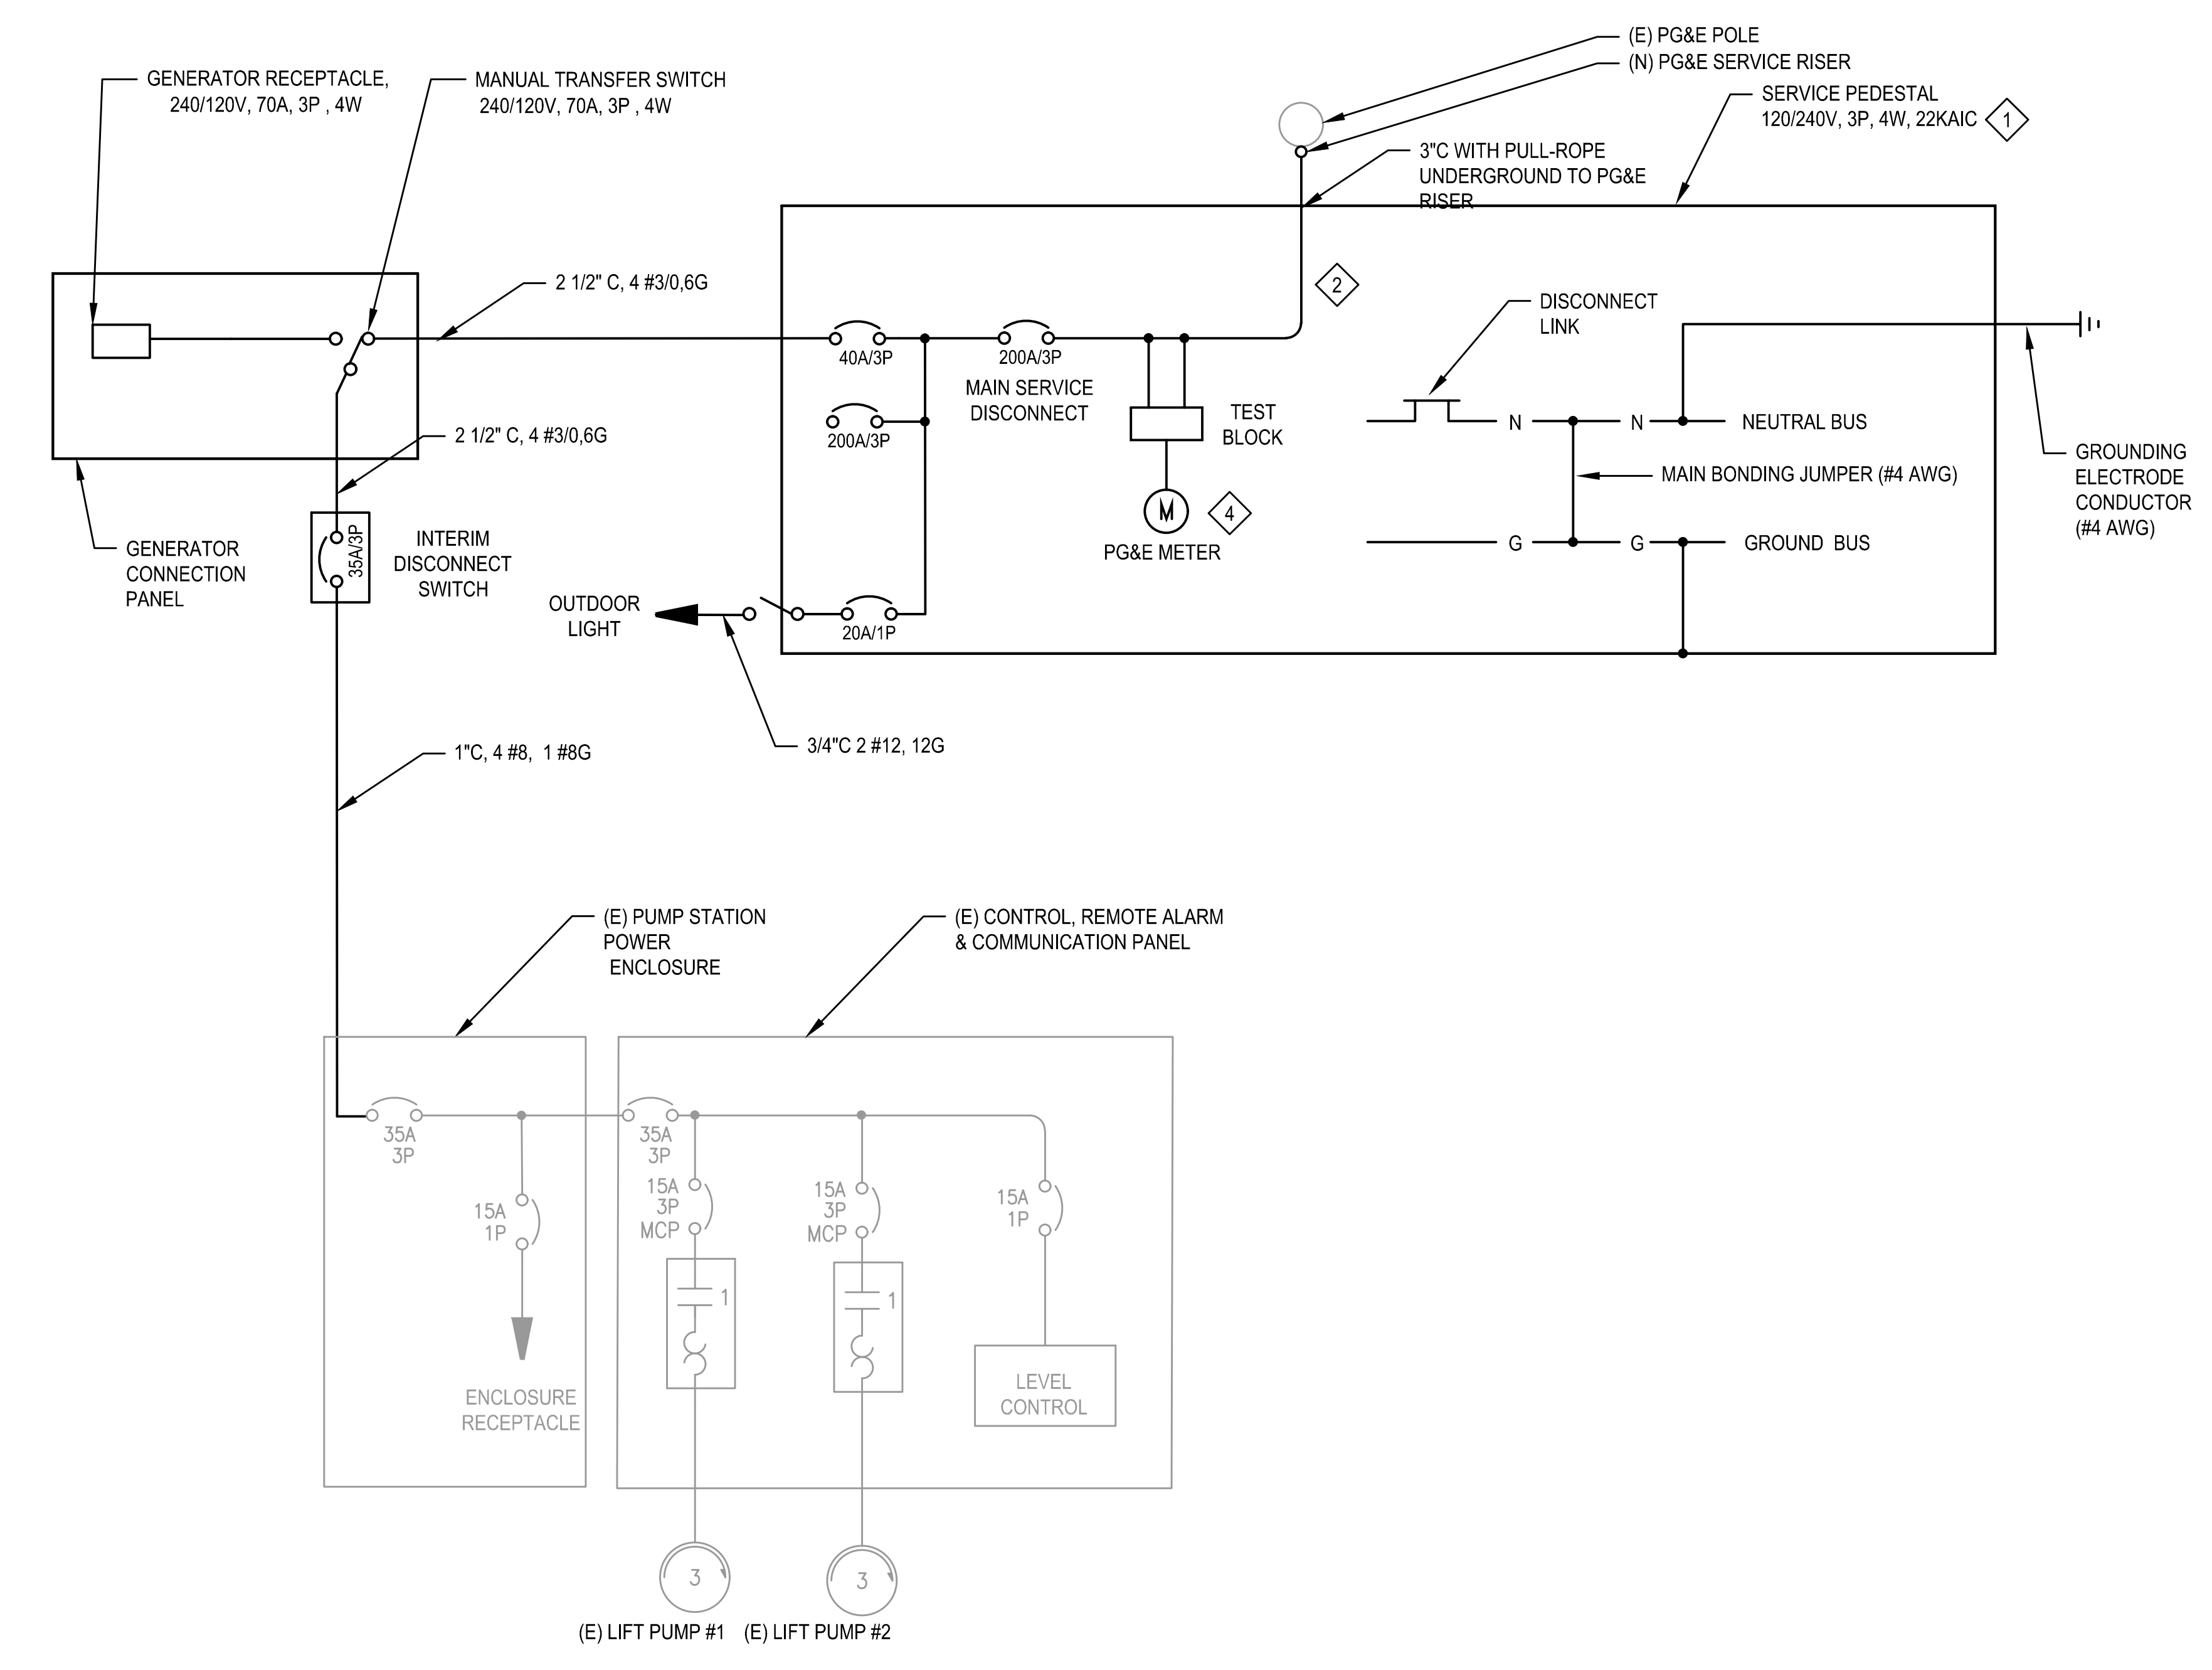 (E) PG&E POLE
(N) PG&E SERVICE RISER
GENERATOR RECEPTACLE,
240/120V, 70A, 3P , 4W
MANUAL TRANSFER SWITCH
240/120V, 70A, 3P , 4W
SERVICE PEDESTAL
120/240V, 3P, 4W, 22KAIC
1
3"C WITH PULL-ROPE
UNDERGROUND TO PG&E
RISER
2 1/2" C, 4 #3/0,6G
2
DISCONNECT
LINK
40A/3P
200A/3P
MAIN SERVICE
DISCONNECT
200A/3P
TEST
BLOCK
N
N
NEUTRAL BUS
2 1/2" C, 4 #3/0,6G
MAIN BONDING JUMPER (#4 AWG)
GROUNDING
ELECTRODE
CONDUCTOR
(#4 AWG)
M
4
PG&E METER
G
G
GROUND BUS
GENERATOR
CONNECTION
PANEL
35A/3P
INTERIM
DISCONNECT
SWITCH
OUTDOOR
LIGHT
20A/1P
3/4"C 2 #12, 12G
1"C, 4 #8, 1 #8G
(E) PUMP STATION
POWER
ENCLOSURE
(E) CONTROL, REMOTE ALARM
& COMMUNICATION PANEL
35A
3P
35A
3P
15A
1P
15A
3P
MCP
15A
3P
MCP
15A
1P
1
1
ENCLOSURE
RECEPTACLE
LEVEL
CONTROL
3
3
(E) LIFT PUMP #1
(E) LIFT PUMP #2